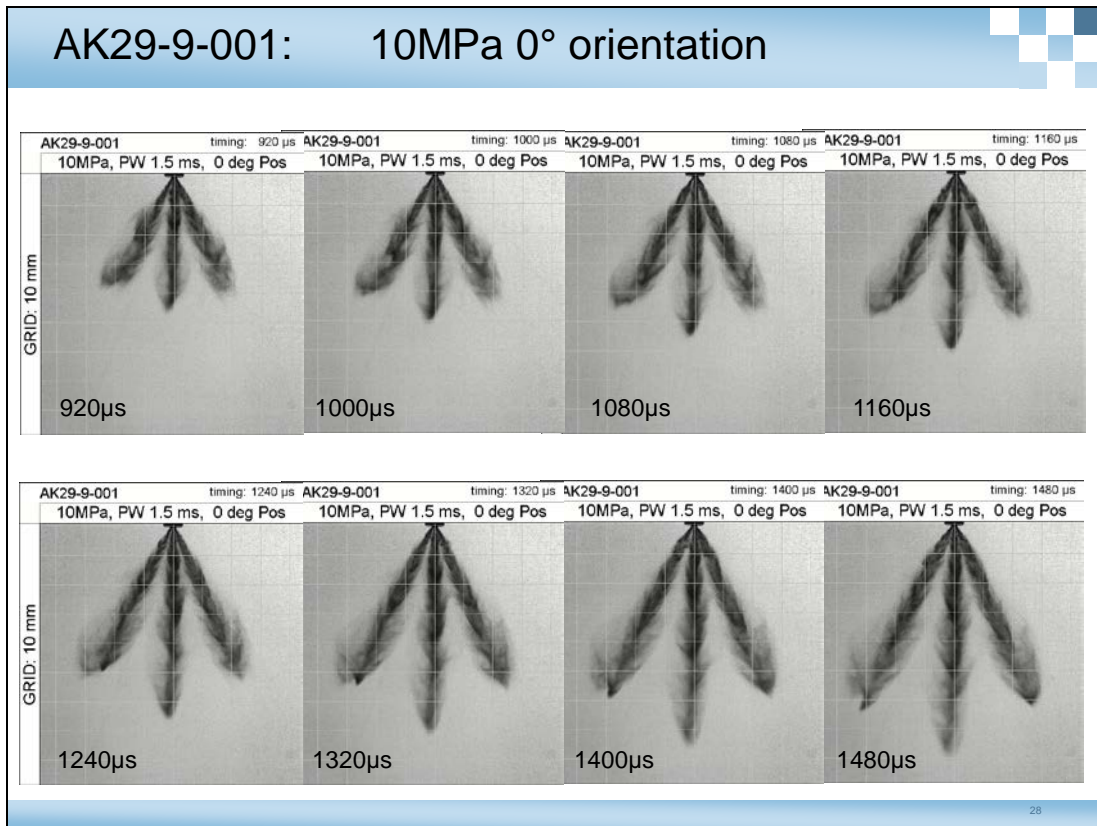 AK29-9-001: 10MPa 0° orientation
AK29-9-001 timing: 920 µs
10MPa, PW 1.5 ms, 0 deg Pos
GRID: 10 mm
920µs
AK29-9-001 timing: 1000 µs
10MPa, PW 1.5 ms, 0 deg Pos
1000µs
AK29-9-001 timing: 1080 µs
10MPa, PW 1.5 ms, 0 deg Pos
1080µs
AK29-9-001 timing: 1160 µs
10MPa, PW 1.5 ms, 0 deg Pos
1160µs
AK29-9-001 timing: 1240 µs
10MPa, PW 1.5 ms, 0 deg Pos
GRID: 10 mm
1240µs
AK29-9-001 timing: 1320 µs
10MPa, PW 1.5 ms, 0 deg Pos
1320µs
AK29-9-001 timing: 1400 µs
10MPa, PW 1.5 ms, 0 deg Pos
1400µs
AK29-9-001 timing: 1480 µs
10MPa, PW 1.5 ms, 0 deg Pos
1480µs
28